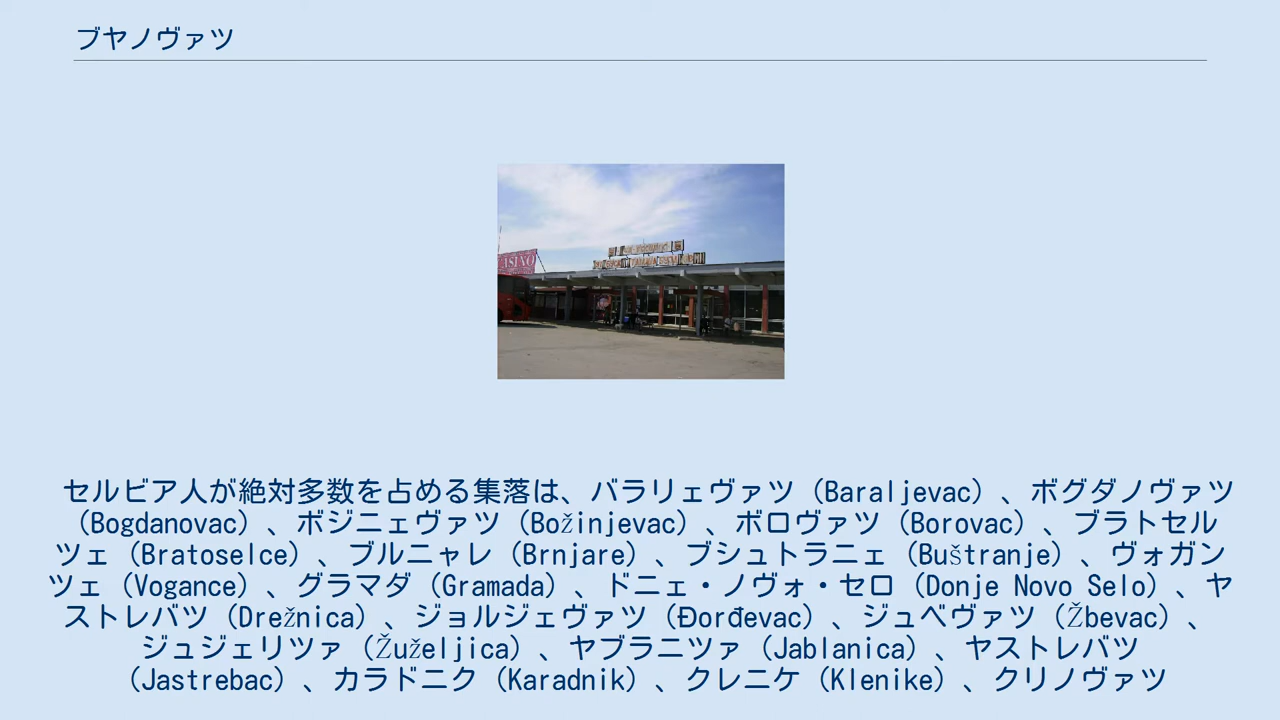 ブヤノヴァツ
ASINO
セルビア人が絶対多数を占める集落は、バラリェヴァツ（Baraljevac）、ボグダノヴァツ
（Bogdanovac）、ボジニェヴァツ（Božinjevac）、ボロヴァツ（Borovac）、ブラトセル
ツェ（Bratoselce）、ブルニャレ（Brnjare）、ブシュトラニェ（Buštranje）、ヴォガン
ツェ（Vogance）、グラマダ（Gramada）、ドニェ・ノヴォ・セロ（Donje Novo Selo）、ヤ
ストレバツ（Drežnica）、ジョルジェヴァツ（Đorđevac）、ジュベヴァツ（Žbevac）、
ジュジェリツァ（Žuželjica）、ヤブラニツァ（Jablanica）、ヤストレバツ
（Jastrebac）、カラドニク（Karadnik）、クレニケ（Klenike）、クリノヴァツ